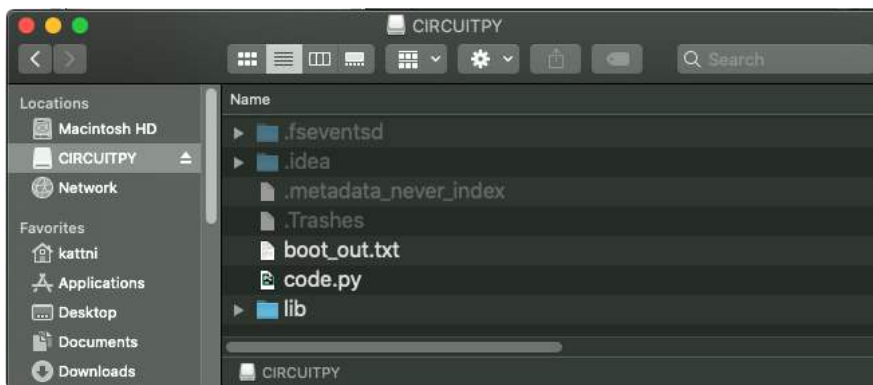 CIRCUITPY
Search
Locations
Macintosh HD
CIRCUITPY
Network
Favorites
kattni
Applications
Desktop
Documents
Downloads
Name
.fseventsd
.idea
.metadata_never_index
.Trashes
boot_out.txt
code.py
lib
CIRCUITPY